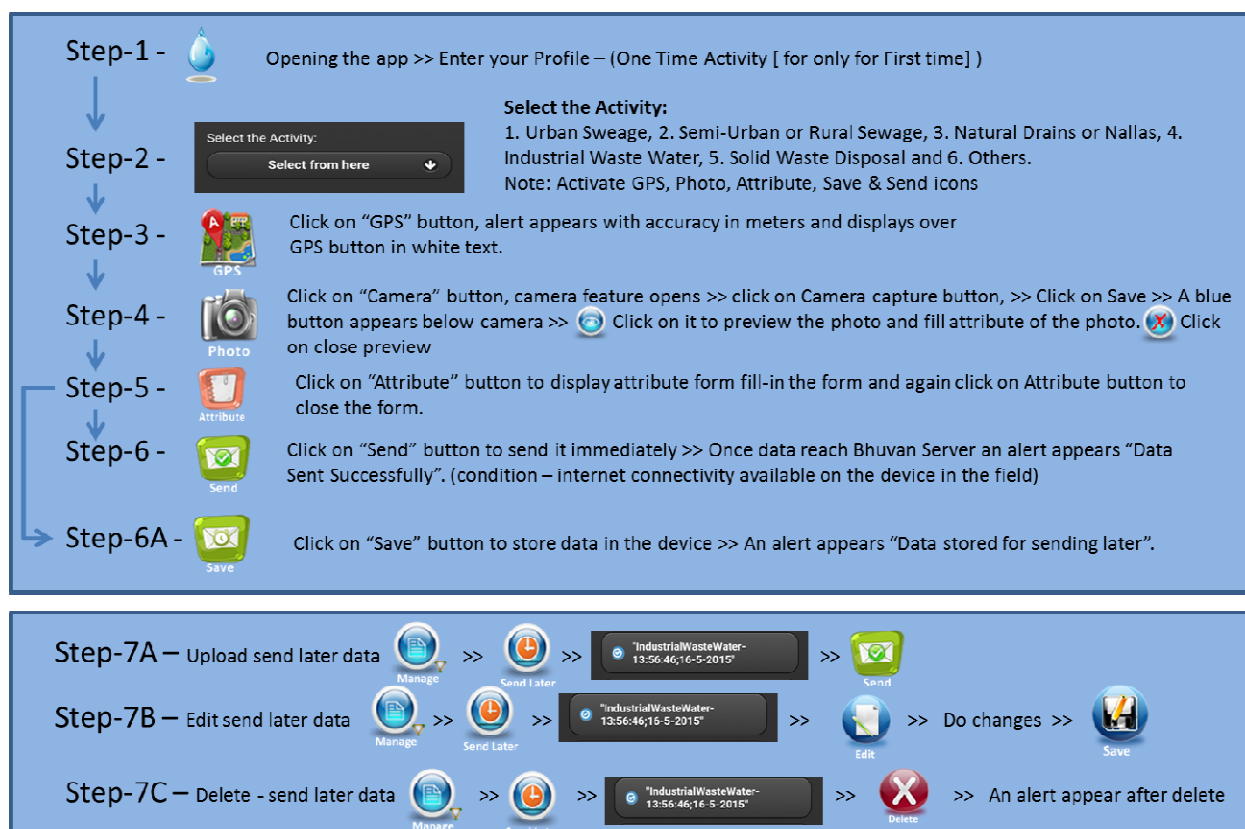 Step-1 -
Opening the app >> Enter your Profile – (One Time Activity [ for only for First time] )
Select the Activity:
1. Urban Sweage, 2. Semi-Urban or Rural Sewage, 3. Natural Drains or Nallas, 4.
Industrial Waste Water, 5. Solid Waste Disposal and 6. Others.
Note: Activate GPS, Photo, Attribute, Save & Send icons
Step-2 -
Select the Activity:
Select from here
Step-3 -
GPS
Click on "GPS" button, alert appears with accuracy in meters and displays over
GPS button in white text.
Step-4 -
Photo
Click on "Camera" button, camera feature opens >> click on Camera capture button, >> Click on Save >> A blue
button appears below camera >> Click on it to preview the photo and fill attribute of the photo. Click
on close preview
Step-5 -
Attribute
Click on "Attribute" button to display attribute form fill-in the form and again click on Attribute button to
close the form.
Step-6 -
Send
Click on "Send" button to send it immediately >> Once data reach Bhuvan Server an alert appears "Data
Sent Successfully". (condition – internet connectivity available on the device in the field)
Step-6A -
Save
Click on "Save" button to store data in the device >> An alert appears "Data stored for sending later".
Step-7A – Upload send later data Manage >> Send Later >> "IndustrialWasteWater-
13:56:46;16-5-2015" >> Send
Step-7B – Edit send later data Manage >> Send Later >> "IndustrialWasteWater-
13:56:46;16-5-2015" >> Edit >> Do changes >> Save
Step-7C – Delete - send later data Manage >> Send Later >> "IndustrialWasteWater-
13:56:46;16-5-2015" >> Delete >> An alert appear after delete